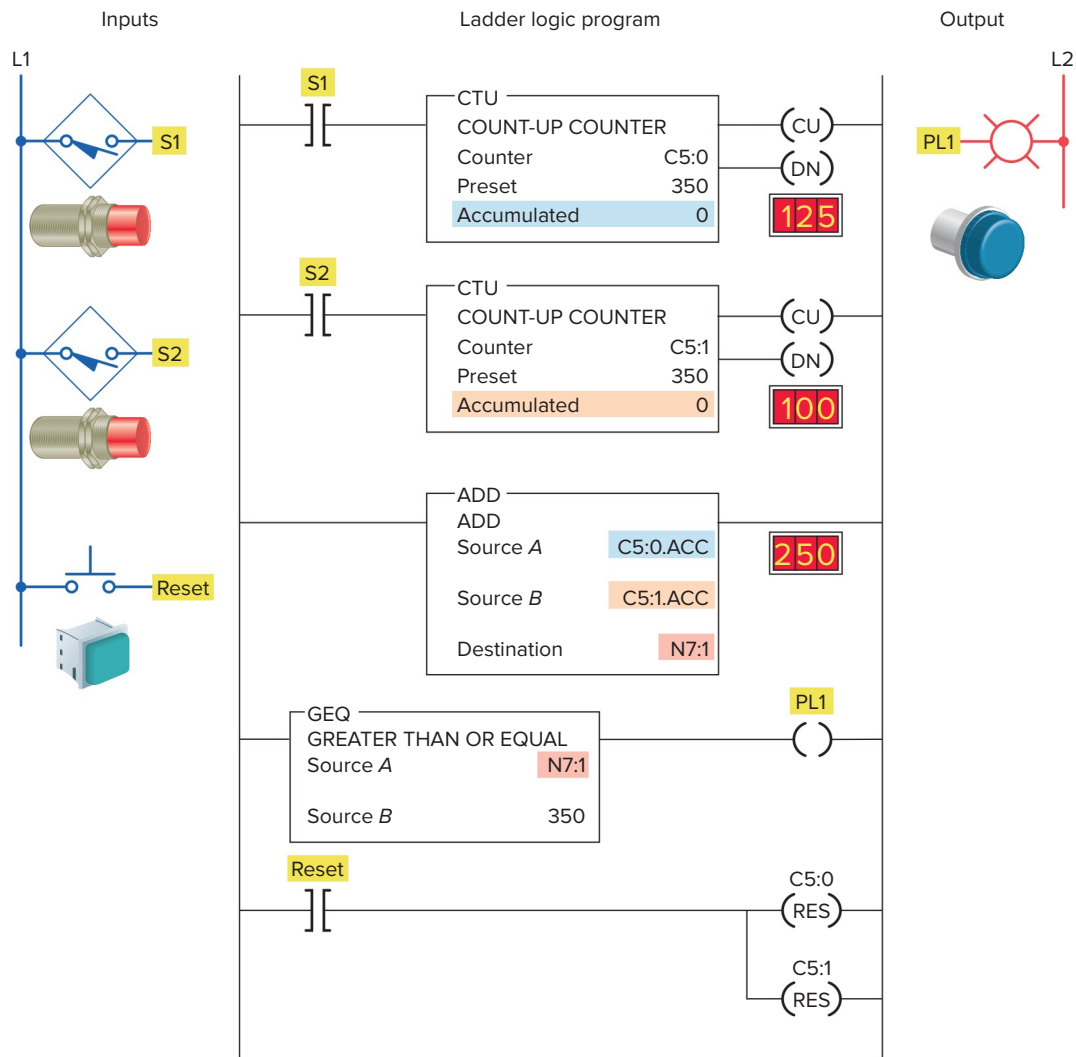 Inputs
Ladder logic program
Output
L1
L2
S1
S2
Reset
S1
CTU
COUNT-UP COUNTER
Counter C5:0
Preset 350
Accumulated 0
CU
DN
125
S2
CTU
COUNT-UP COUNTER
Counter C5:1
Preset 350
Accumulated 0
CU
DN
100
ADD
ADD
Source A C5:0.ACC
Source B C5:1.ACC
Destination N7:1
250
GEQ
GREATER THAN OR EQUAL
Source A N7:1
Source B 350
PL1
Reset
C5:0
RES
C5:1
RES
PL1